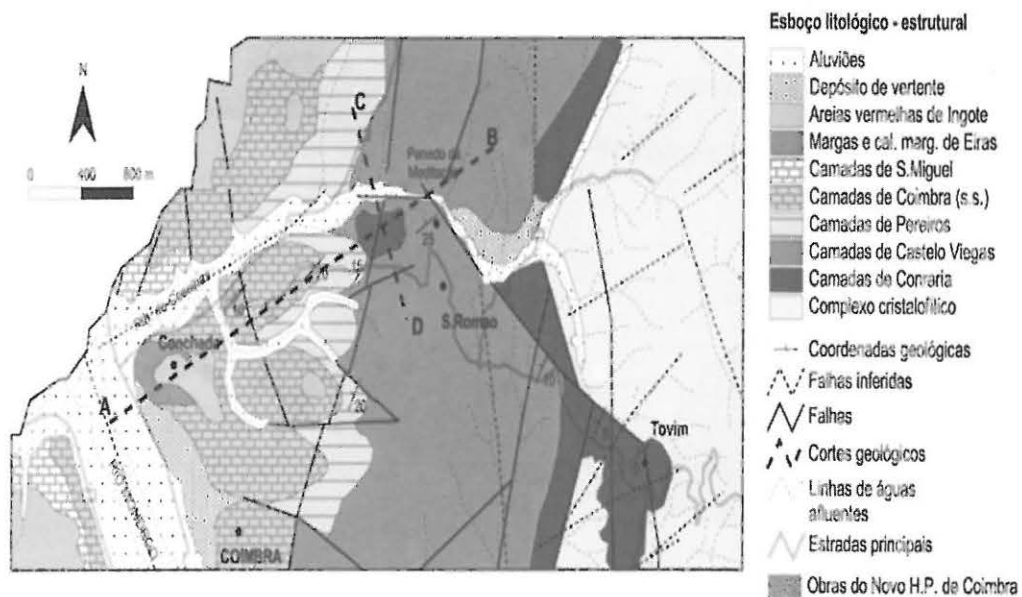 Esboço litológico - estrutural
Aluviões
Depósito de vertente
Areias vermelhas de Ingote
Margas e cal. marg. de Eiras
Camadas de S.Miguel
Camadas de Coimbra (s.s.)
Camadas de Pereiros
Camadas de Castelo Viegas
Camadas de Conraria
Complexo cristalofílico
Coordenadas geológicas
Falhas inferidas
Falhas
Cortes geológicos
Linhas de águas
afluentes
Estradas principais
Obras do Novo H.P. de Coimbra
N
0 400 800 m
C
B
Penedo da
Meditação
25
15
S.Romão
D
Conchada
10
A
20
Tovim
COIMBRA